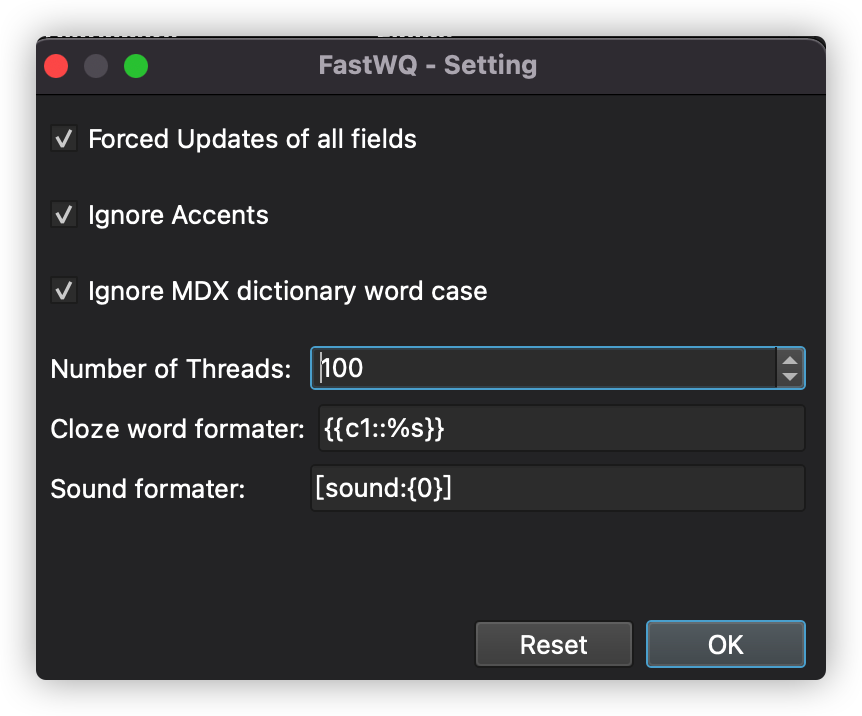 FastWQ - Setting
Forced Updates of all fields
Ignore Accents
Ignore MDX dictionary word case
Number of Threads: 100
Cloze word formater: {{c1::%s}}
Sound formater: [sound:{0}]
Reset OK